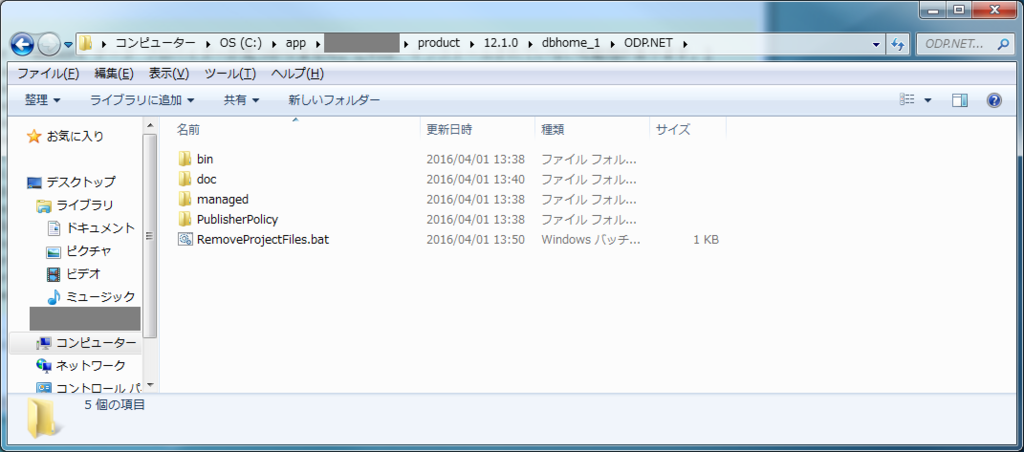 コンピューター ▸ OS (C:) ▸ app ▸ ▸ product ▸ 12.1.0 ▸ dbhome_1 ▸ ODP.NET ▸ ODP.NET...
ファイル(F) 編集(E) 表示(V) ツール(T) ヘルプ(H)
整理 ライブラリに追加 共有 新しいフォルダー
名前 更新日時 種類 サイズ
bin 2016/04/01 13:38 ファイル フォル...
doc 2016/04/01 13:40 ファイル フォル...
managed 2016/04/01 13:38 ファイル フォル...
PublisherPolicy 2016/04/01 13:38 ファイル フォル...
RemoveProjectFiles.bat 2016/04/01 13:50 Windows バッチ... 1 KB
お気に入り
デスクトップ
ライブラリ
ドキュメント
ピクチャ
ビデオ
ミュージック
コンピューター
ネットワーク
コントロール パ
5 個の項目